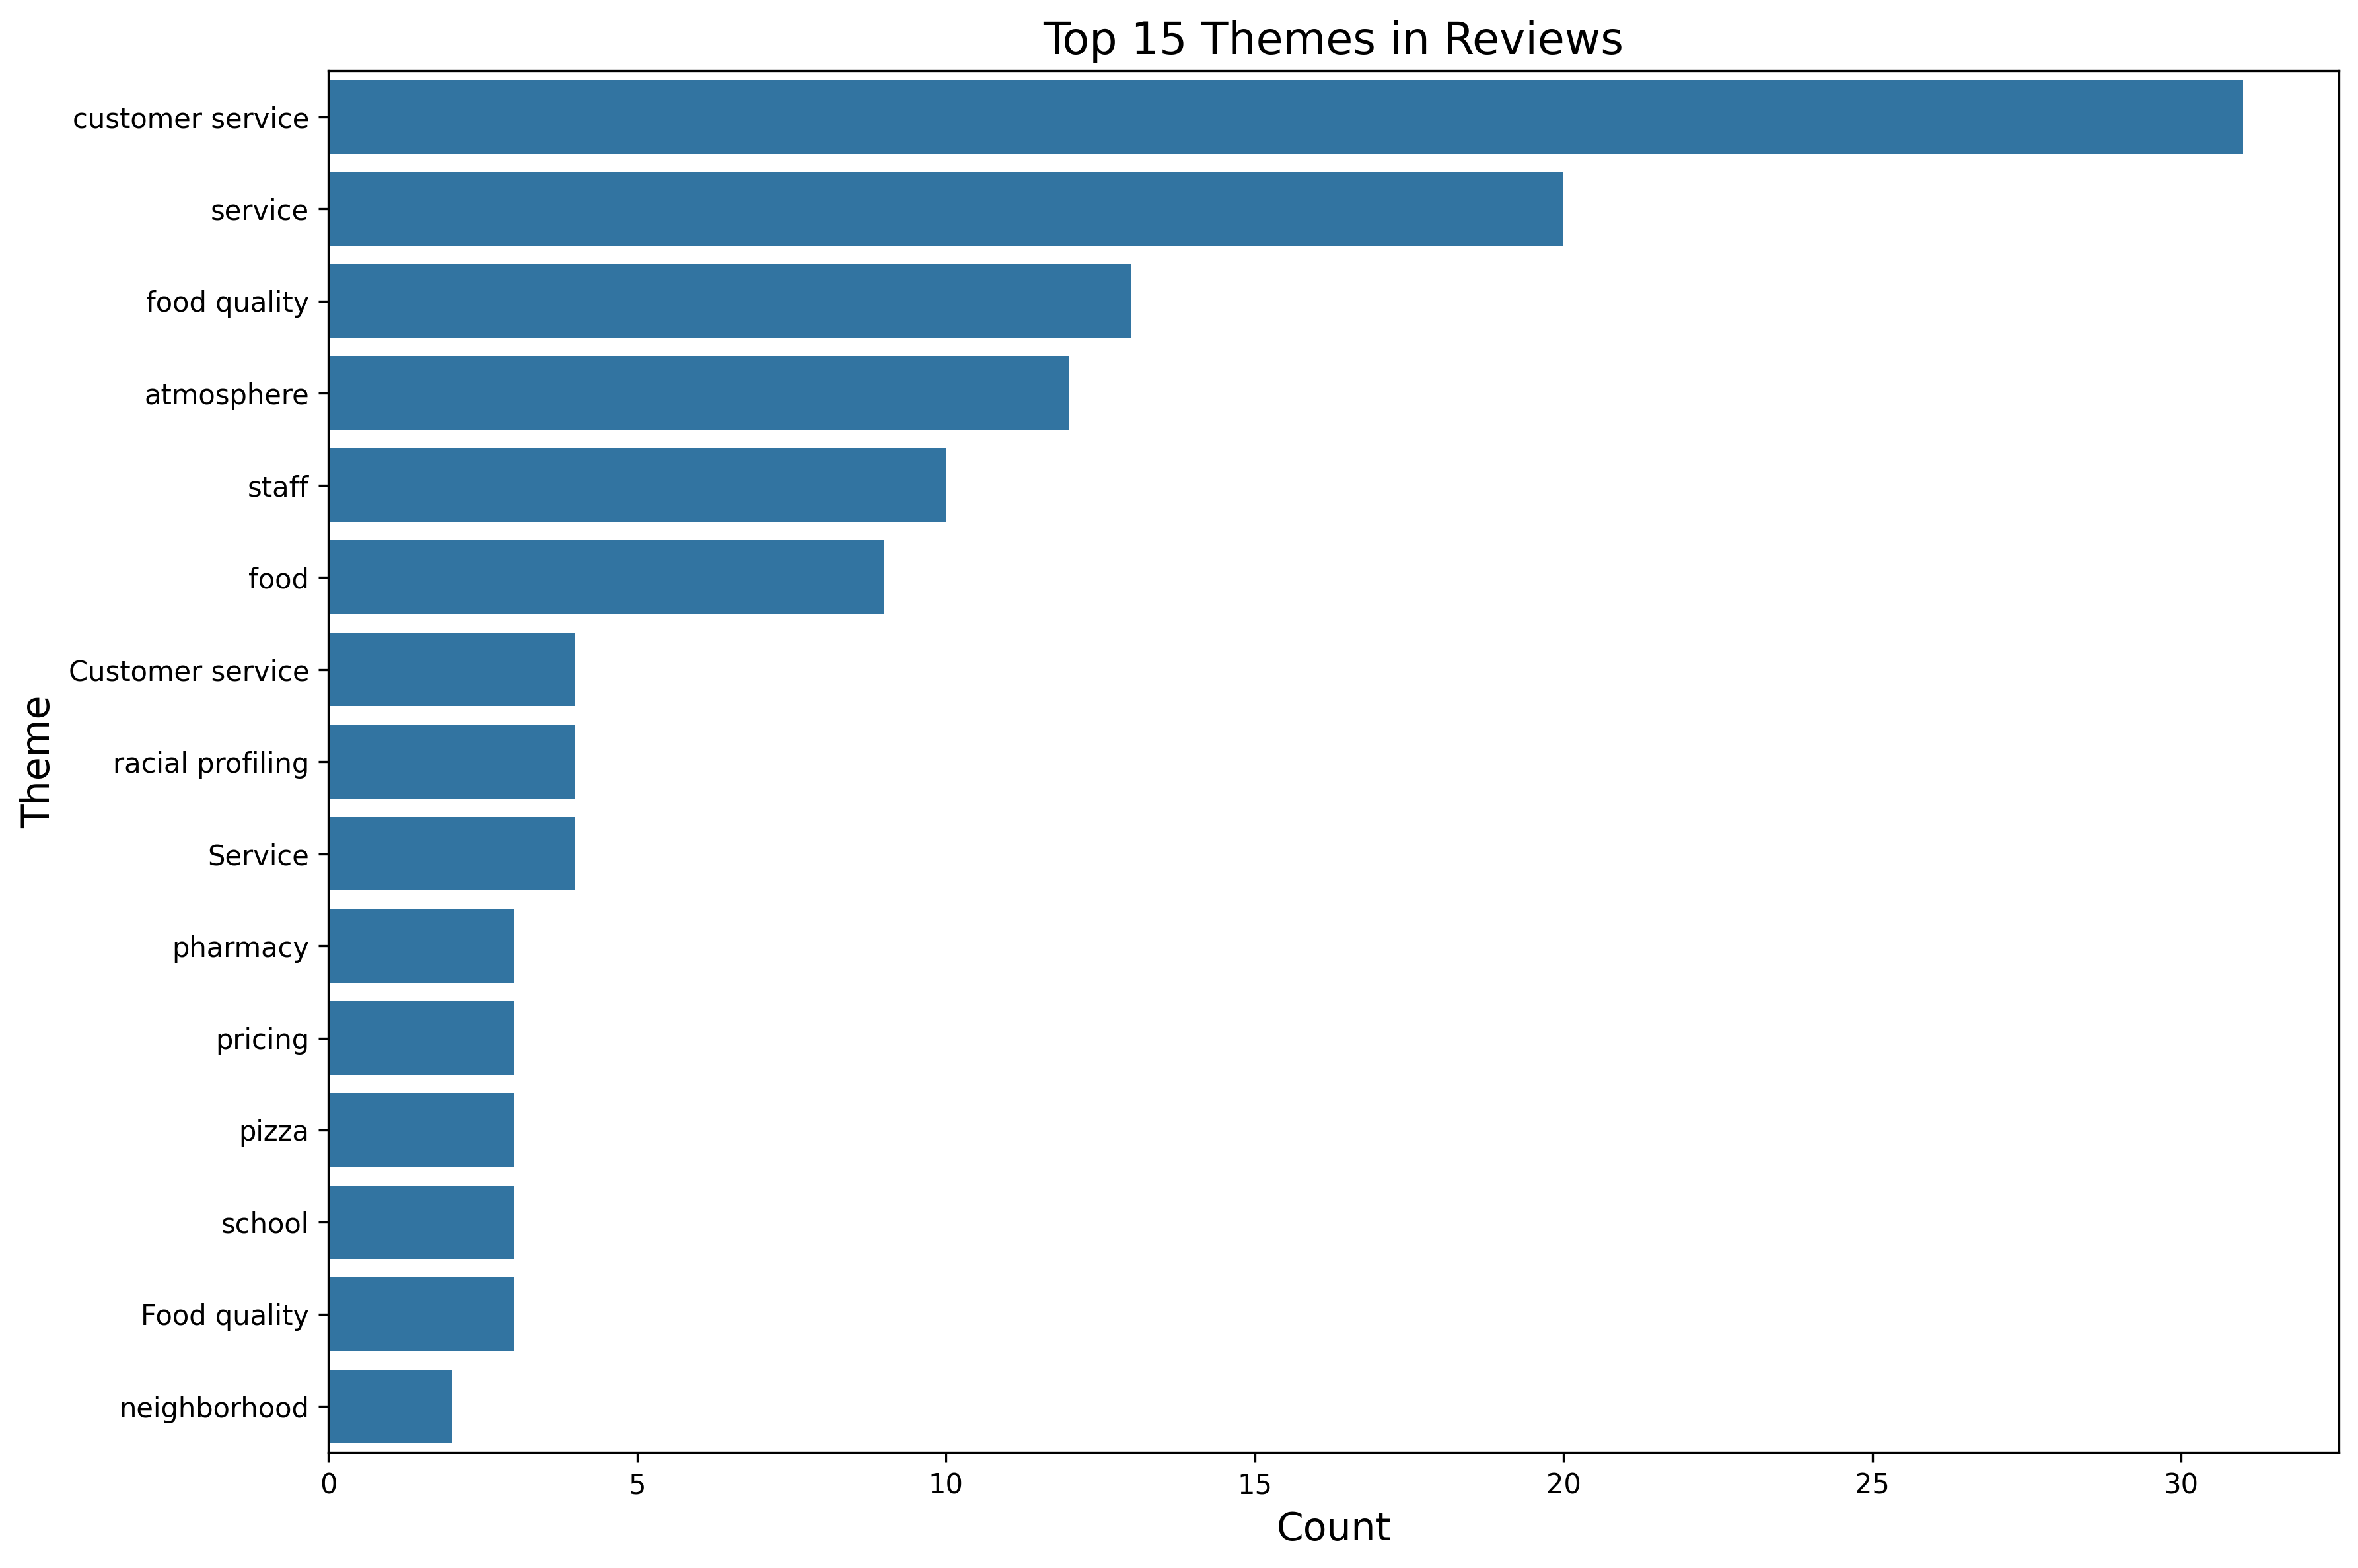 Top 15 Themes in Reviews
Theme
customer service
service
food quality
atmosphere
staff
food
Customer service
racial profiling
Service
pharmacy
pricing
pizza
school
Food quality
neighborhood
0 5 10 15 20 25 30
Count